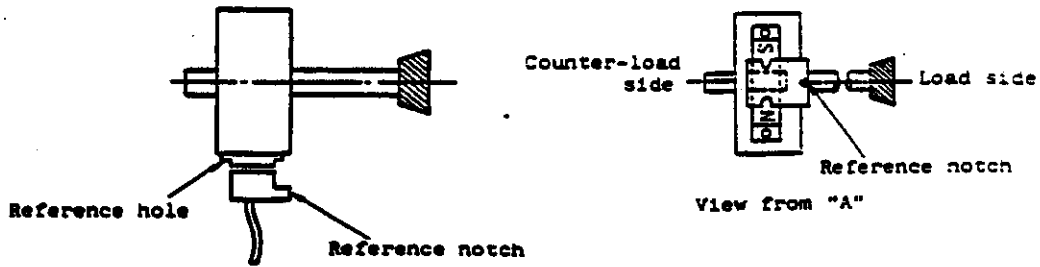 Reference hole
Reference notch
Counter-load
side
S
N
Load side
Reference notch
View from "A"